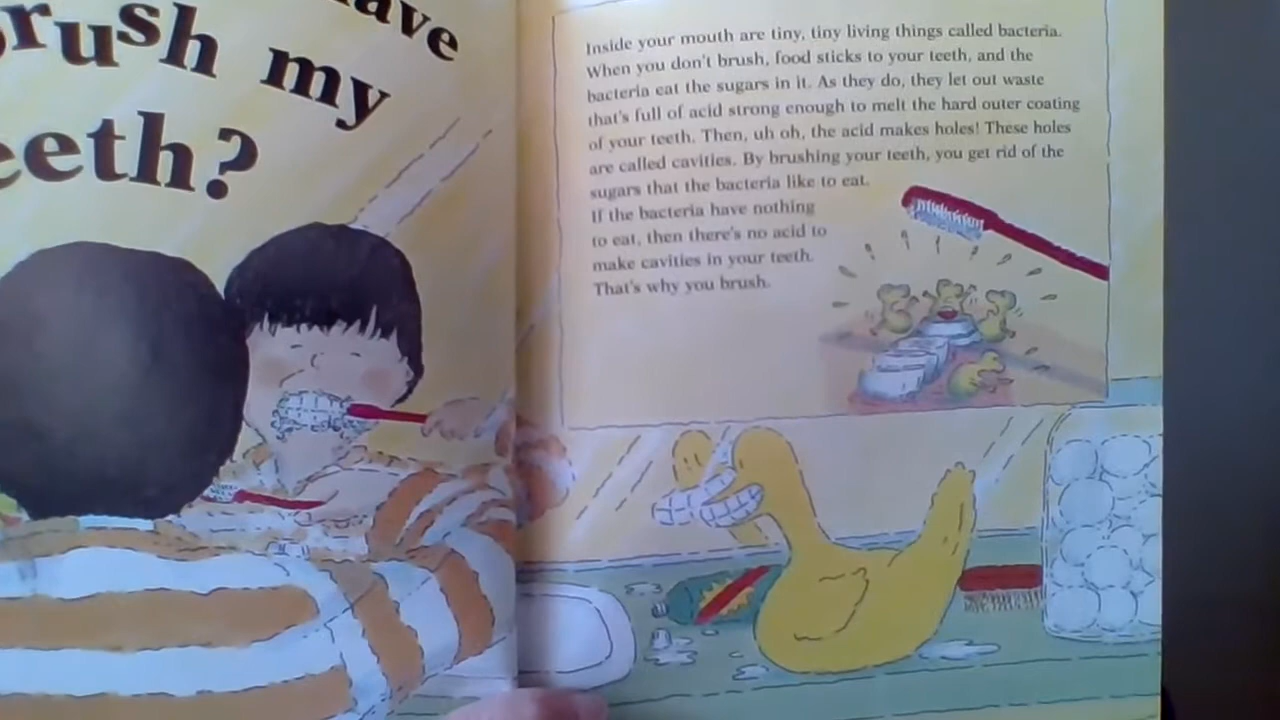 have
brush my
teeth?
Inside your mouth are tiny, tiny living things called bacteria.
When you don't brush, food sticks to your teeth, and the
bacteria eat the sugars in it. As they do, they let out waste
that's full of acid strong enough to melt the hard outer coating
of your teeth. Then, uh oh, the acid makes holes! These holes
are called cavities. By brushing your teeth, you get rid of the
sugars that the bacteria like to eat.
If the bacteria have nothing
to eat, then there's no acid to
make cavities in your teeth.
That's why you brush.